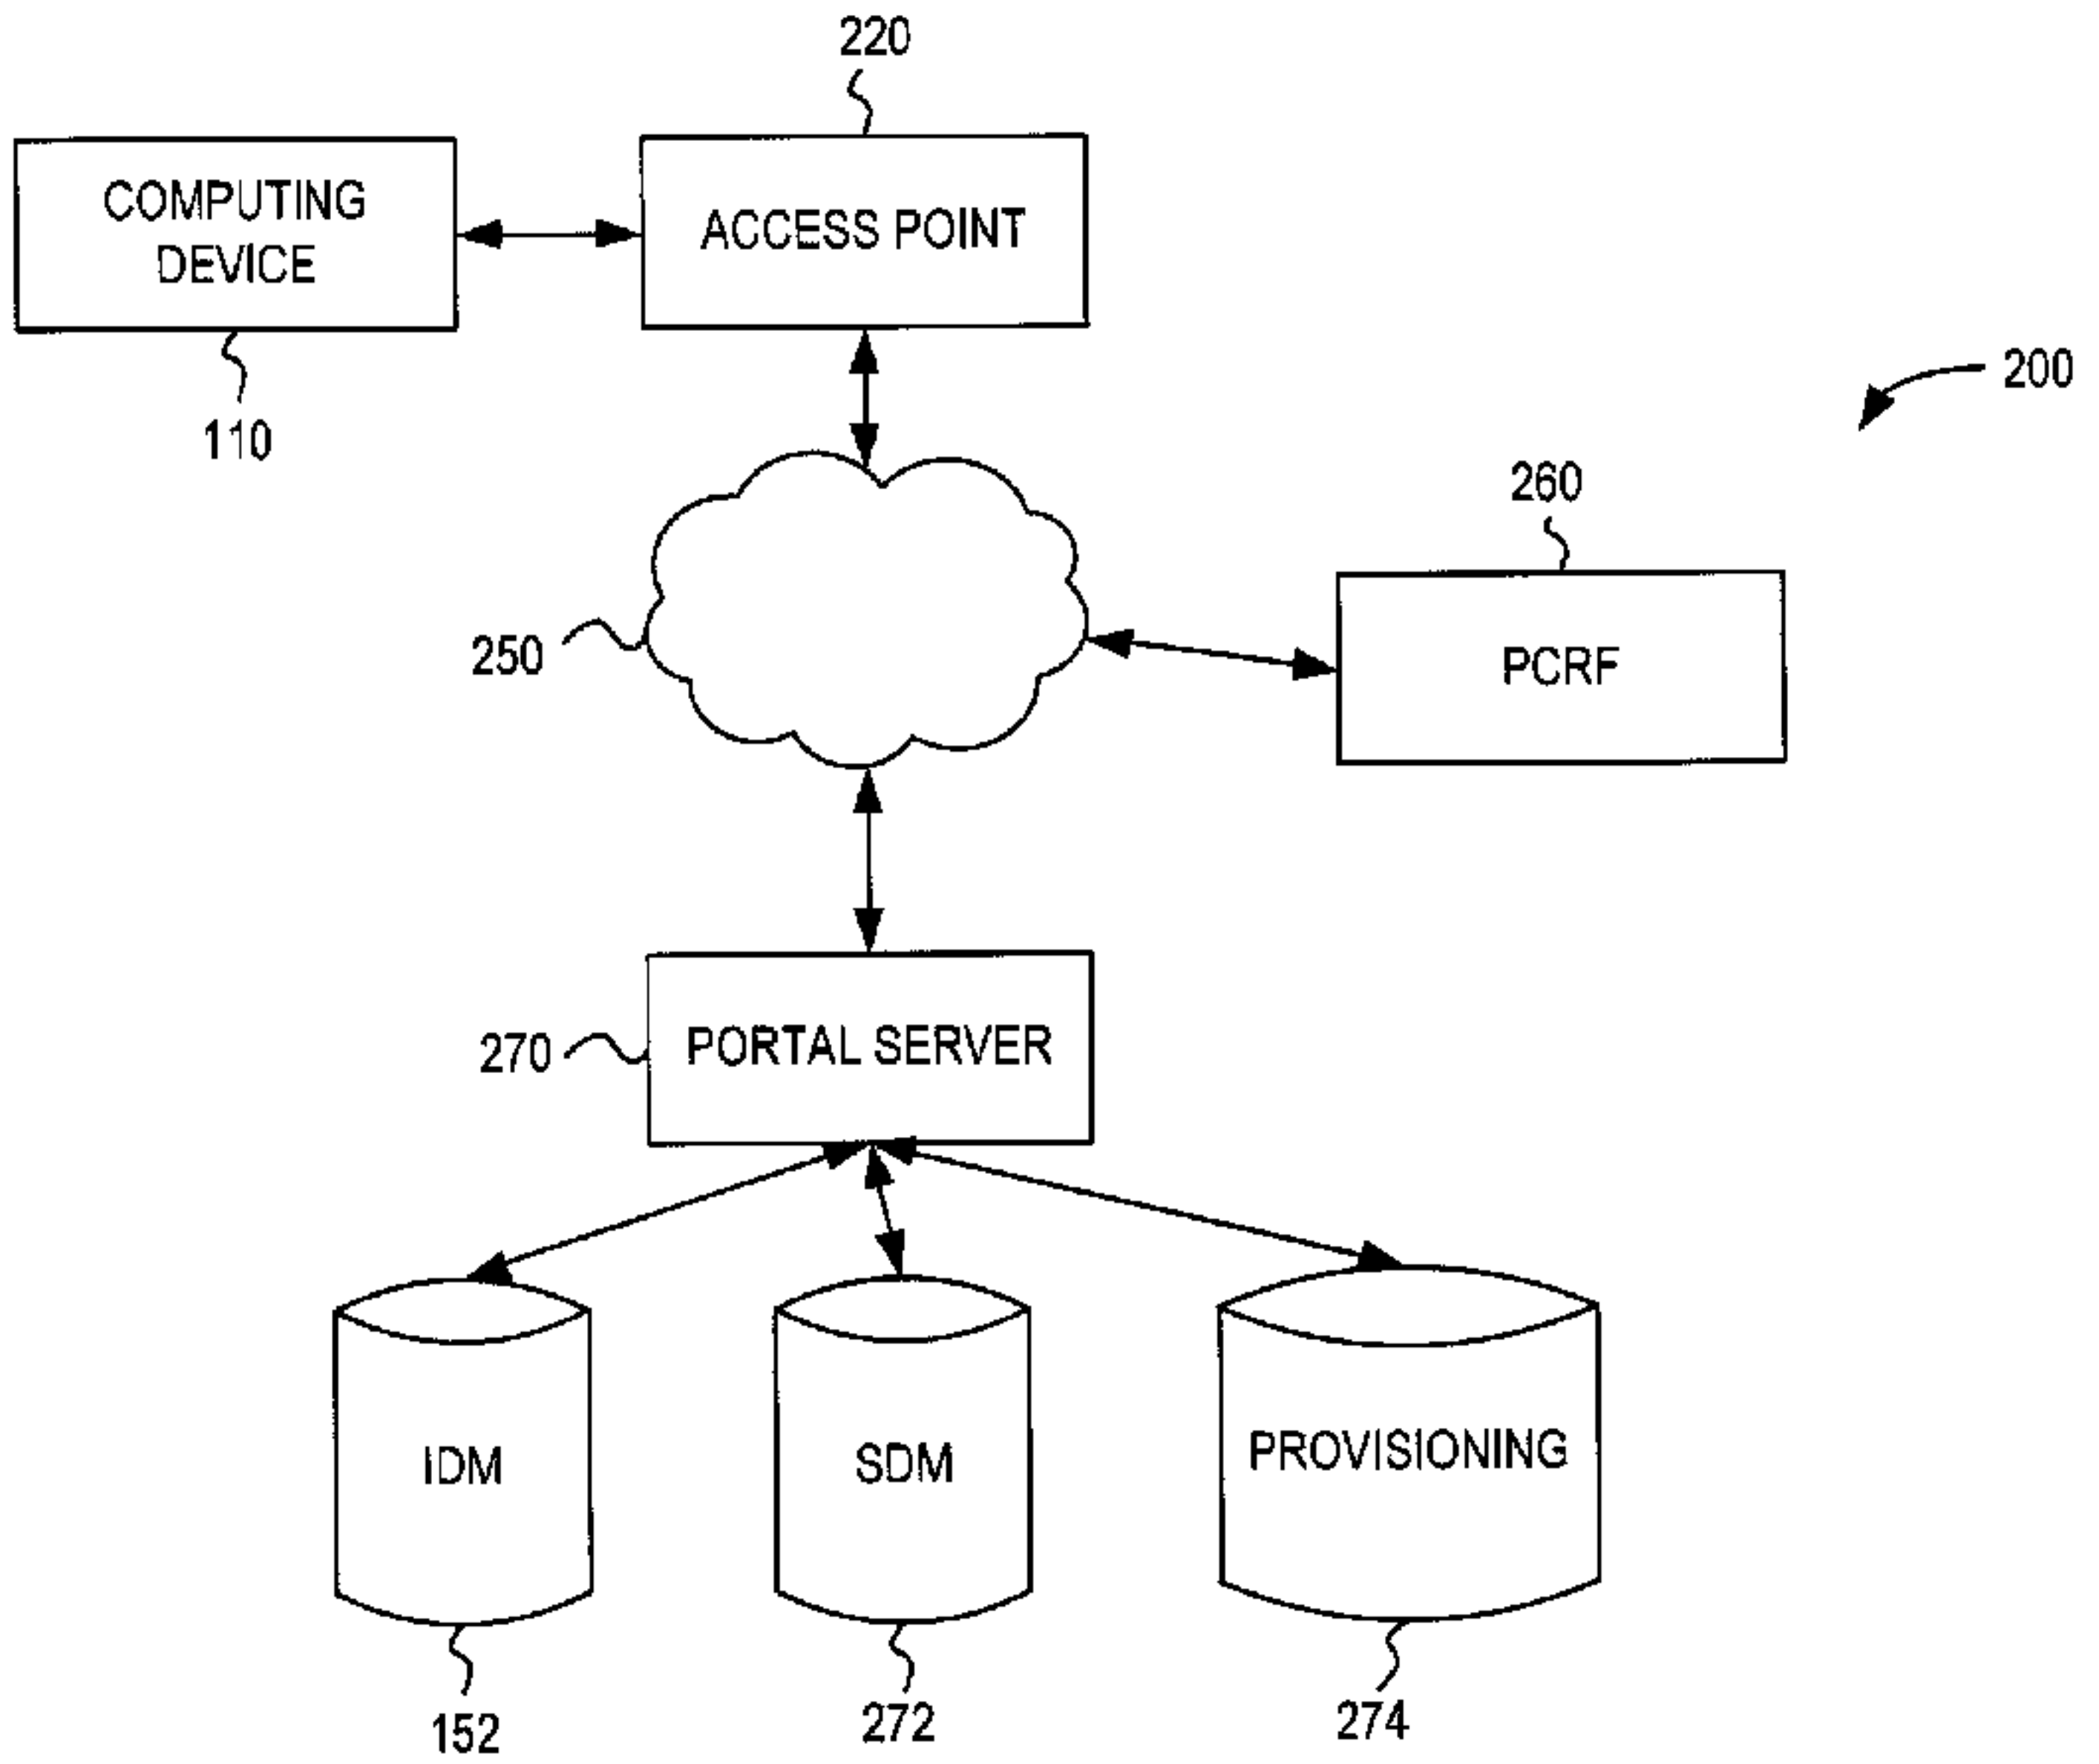 220
COMPUTING
DEVICE
ACCESS POINT
110
200
260
250
PCRF
270
PORTAL SERVER
IDM
SDM
PROVISIONING
152
272
274